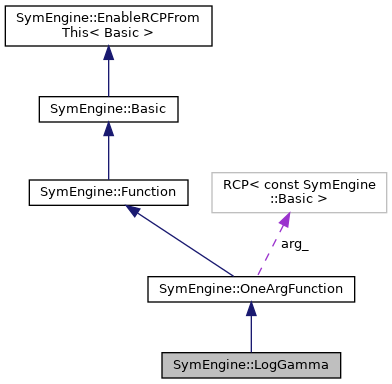 SymEngine::EnableRCPFrom
This< Basic >
SymEngine::Basic
SymEngine::Function
RCP< const SymEngine
::Basic >
arg_
SymEngine::OneArgFunction
SymEngine::LogGamma